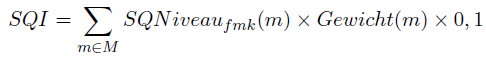 SQI = ∑ SQNiveau_{fmk}(m) × Gewicht(m) × 0,1
m∈M